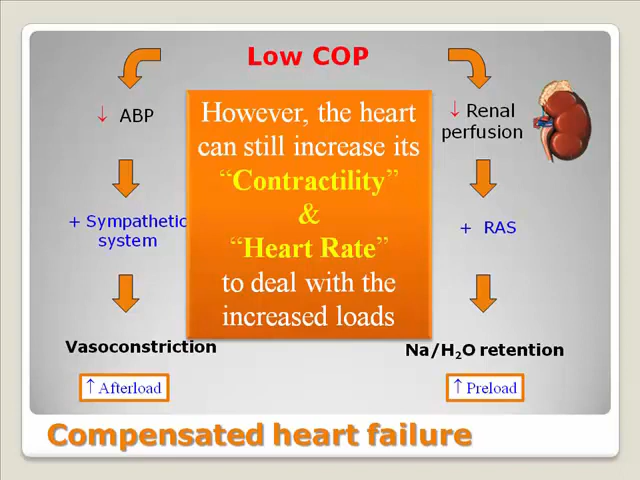 Low COP
↓ ABP
+ Sympathetic
system
Vasoconstriction
↑ Afterload
However, the heart
can still increase its
“Contractility”
&
“Heart Rate”
to deal with the
increased loads
↓ Renal
perfusion
+ RAS
Na/H₂O retention
↑ Preload
Compensated heart failure